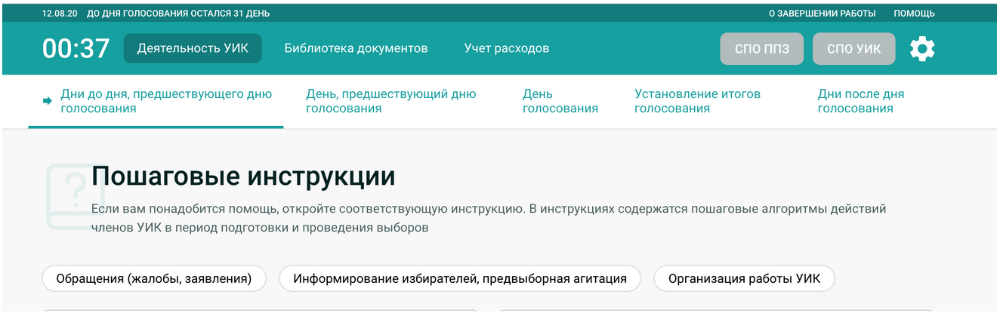 12.08.20 ДО ДНЯ ГОЛОСОВАНИЯ ОСТАЛСЯ 31 ДЕНЬ
О ЗАВЕРШЕНИИ РАБОТЫ ПОМОЩЬ
00:37 Деятельность УИК Библиотека документов Учет расходов СПО ППЗ СПО УИК
Дни до дня, предшествующего дню
голосования
День, предшествующий дню
голосования
День
голосования
Установление итогов
голосования
Дни после дня
голосования
Пошаговые инструкции
Если вам понадобится помощь, откройте соответствующую инструкцию. В инструкциях содержатся пошаговые алгоритмы действий
членов УИК в период подготовки и проведения выборов
Обращения (жалобы, заявления) Информирование избирателей, предвыборная агитация Организация работы УИК